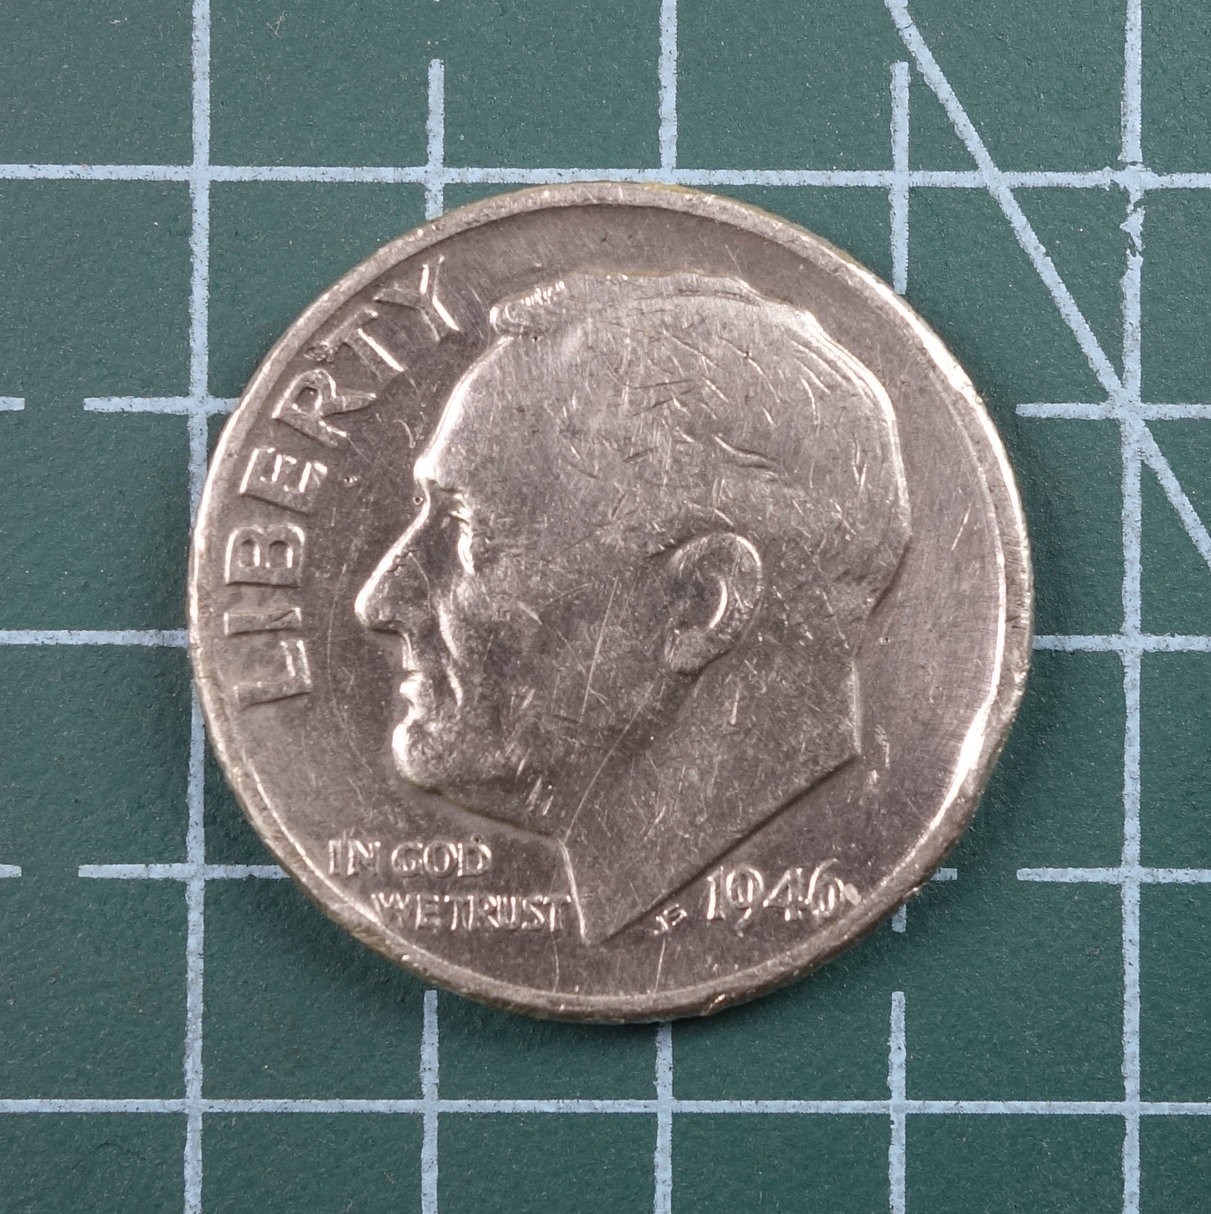 LIBERTY
IN GOD
WE TRUST
JS 1946